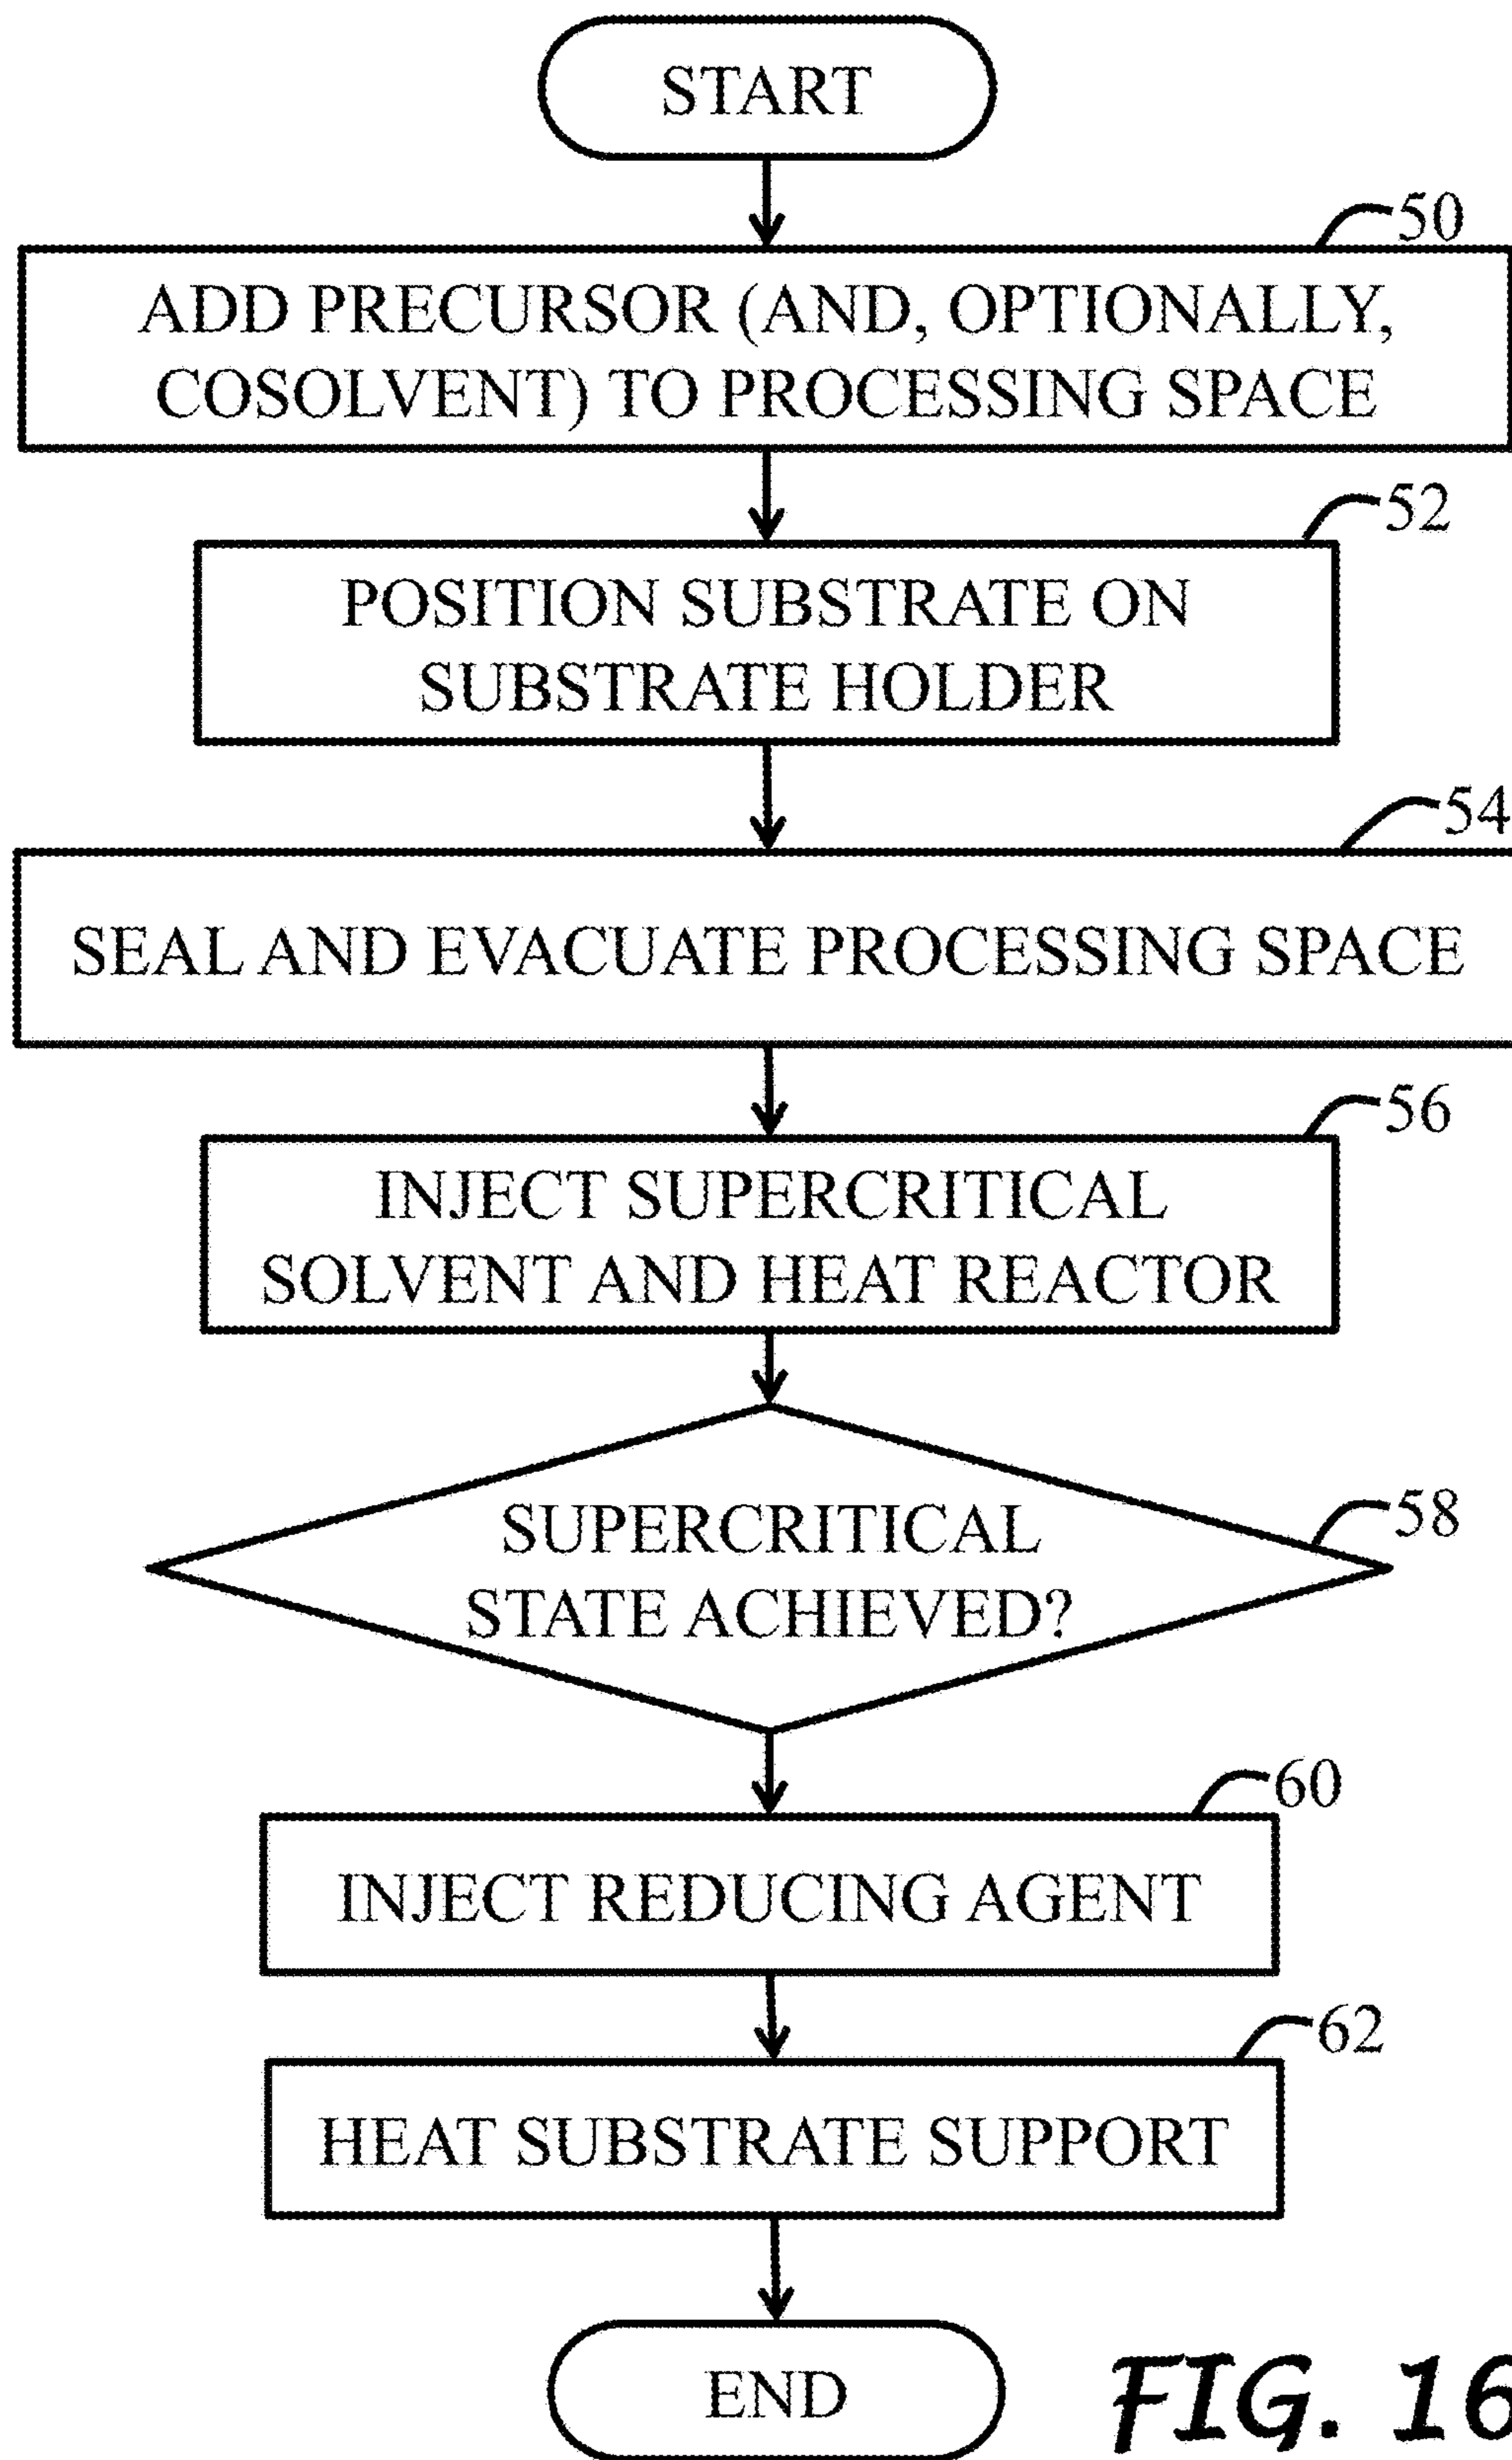 START
50
ADD PRECURSOR (AND, OPTIONALLY,
COSOLVENT) TO PROCESSING SPACE
52
POSITION SUBSTRATE ON
SUBSTRATE HOLDER
54
SEAL AND EVACUATE PROCESSING SPACE
56
INJECT SUPERCRITICAL
SOLVENT AND HEAT REACTOR
58
SUPERCRITICAL
STATE ACHIEVED?
60
INJECT REDUCING AGENT
62
HEAT SUBSTRATE SUPPORT
END
FIG. 16